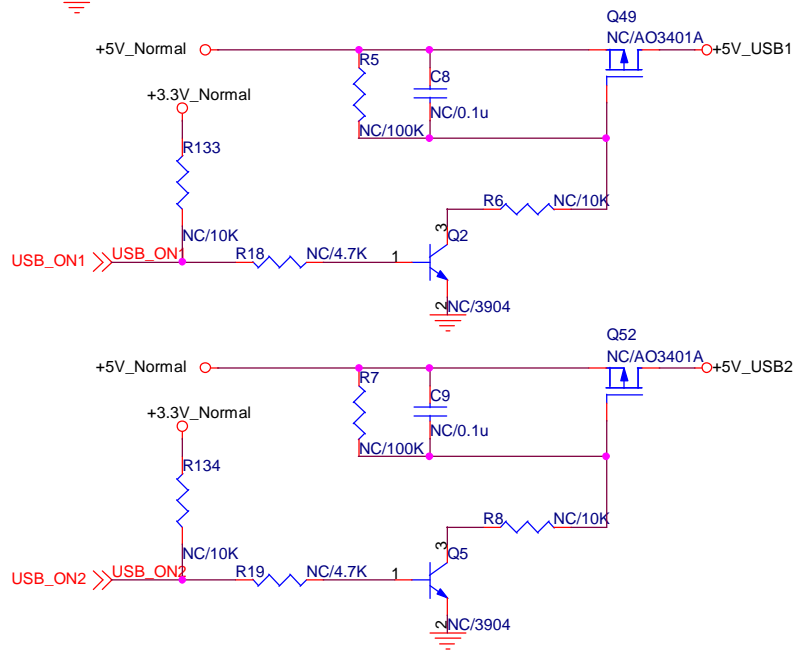 Q49
+5V_Normal
NC/AO3401A
+5V_USB1
R5
C8
+3.3V_Normal
NC/0.1u
NC/100K
R133
R6
NC/10K
3
Q2
NC/10K
USB_ON1
USB_ON1
R18
NC/4.7K
1
2
NC/3904
Q52
+5V_Normal
NC/AO3401A
+5V_USB2
R7
C9
+3.3V_Normal
NC/0.1u
NC/100K
R134
R8
NC/10K
3
Q5
NC/10K
USB_ON2
USB_ON2
R19
NC/4.7K
1
2
NC/3904